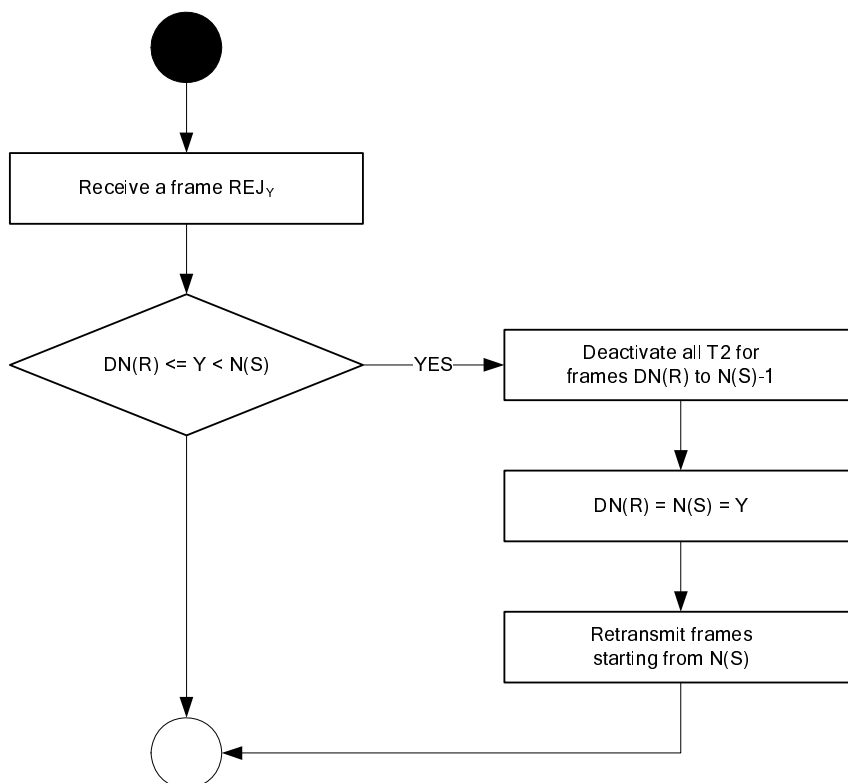 Receive a frame REJY
DN(R) <= Y < N(S)
YES
Deactivate all T2 for
frames DN(R) to N(S)-1
DN(R) = N(S) = Y
Retransmit frames
starting from N(S)